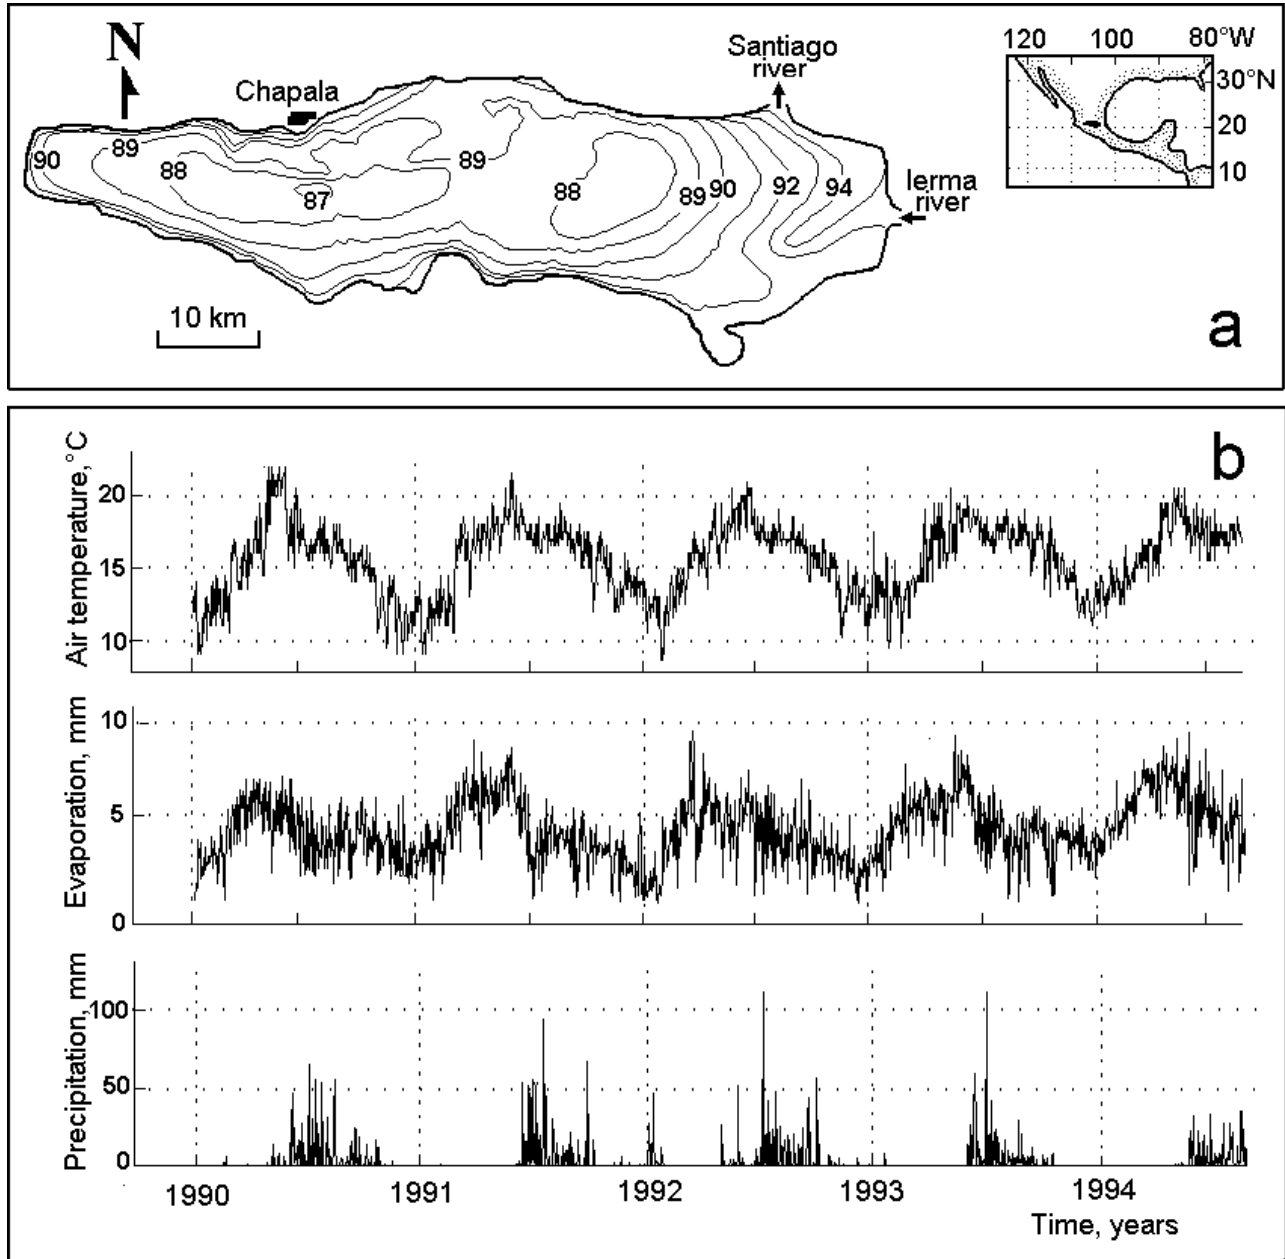 N
Chapala
Santiago
river
Ierma
river
90
89
88
87
89
88
89
90
92
94
10 km
120 100 80°W
30°N
20
10
a
b
Air temperature,°C
20
15
10
Evaporation, mm
10
5
0
Precipitation, mm
100
50
0
1990 1991 1992 1993 1994
Time, years